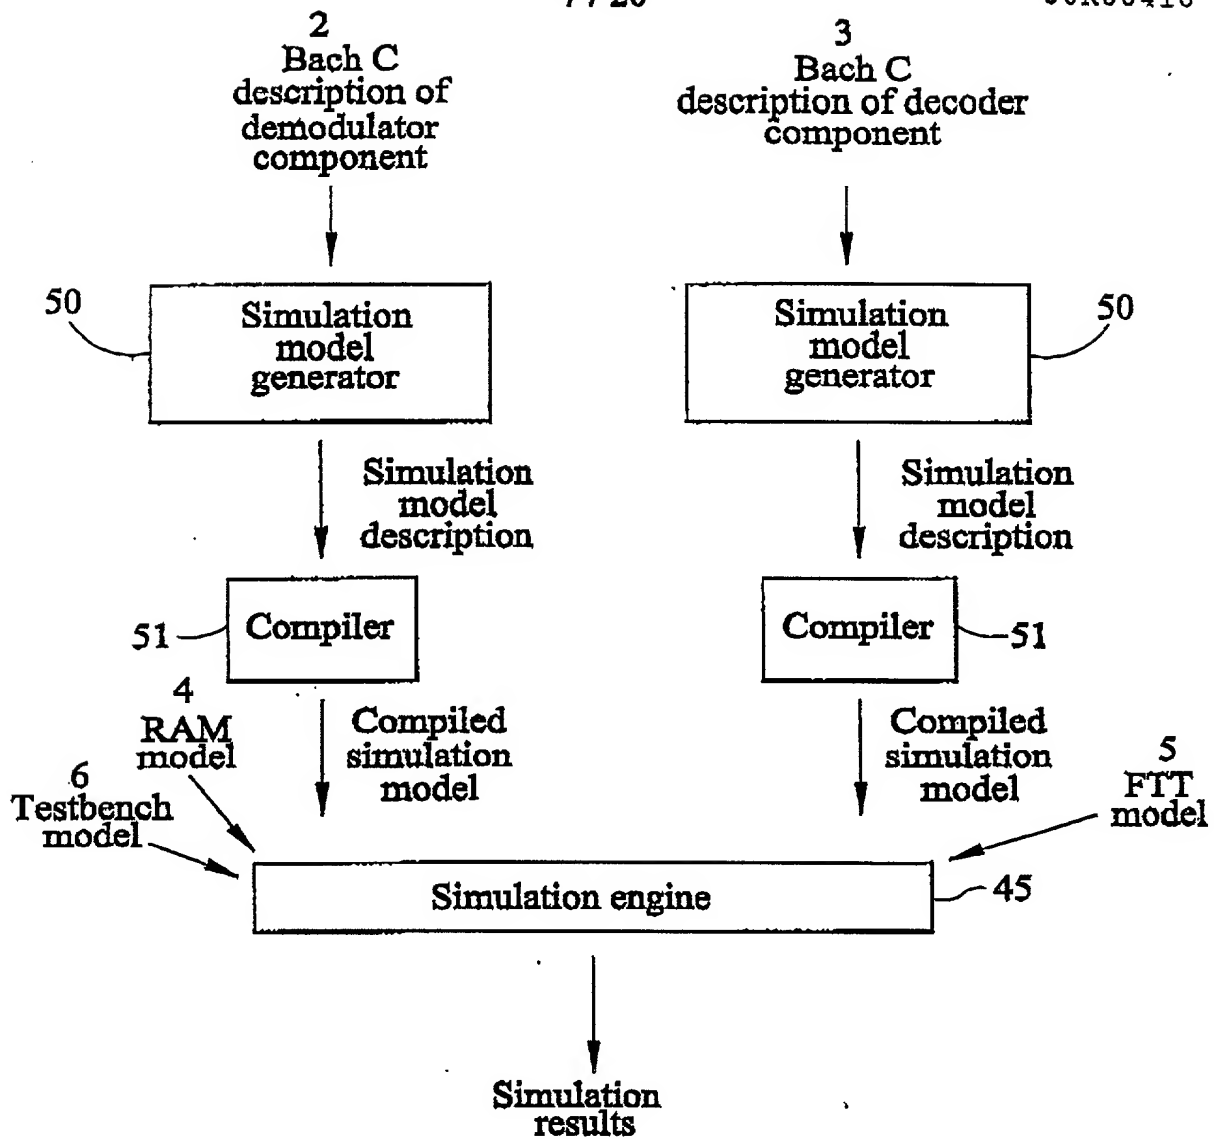 2
Bach C
description of
demodulator
component
3
Bach C
description of decoder
component
50
Simulation
model
generator
Simulation
model
generator
50
Simulation
model
description
Simulation
model
description
51
Compiler
Compiler
51
4
RAM
model
Compiled
simulation
model
Compiled
simulation
model
6
Testbench
model
5
FTT
model
Simulation engine
45
Simulation
results